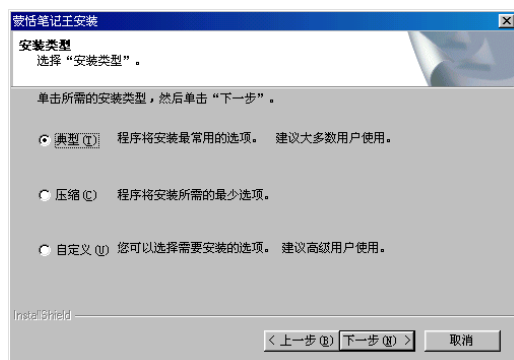 蒙恬笔记王安装
安装类型
选择“安装类型”。
单击所需的安装类型，然后单击“下一步”。
典型(T) 程序将安装最常用的选项。 建议大多数用户使用。
压缩(C) 程序将安装所需的最少选项。
自定义(U) 您可以选择需要安装的选项。 建议高级用户使用。
InstallShield
< 上一步(B) 下一步(N) > 取消